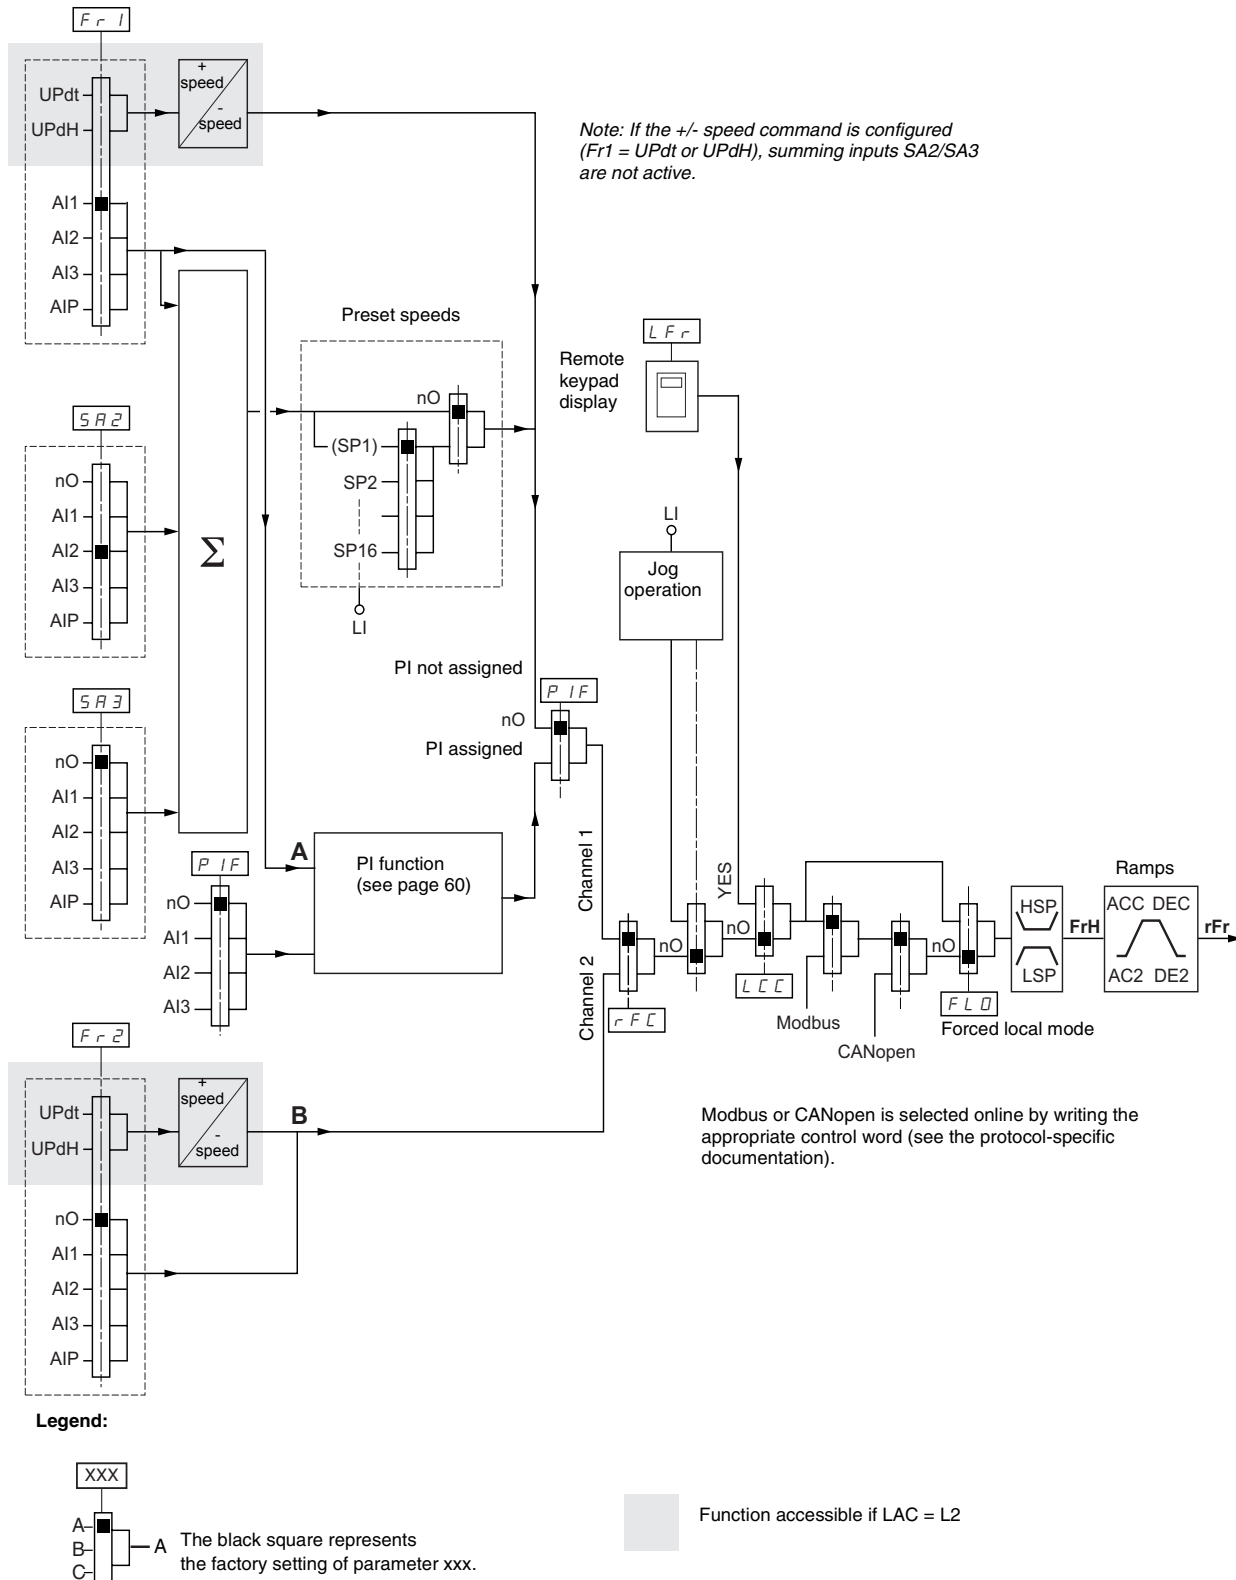 Fr1
UPdt
UPdH
+
speed
-
speed
AI1
AI2
AI3
AIP
Note: If the +/- speed command is configured
(Fr1 = UPdt or UPdH), summing inputs SA2/SA3
are not active.
Preset speeds
nO
(SP1)
SP2
SP16
LI
LFr
Remote
keypad
display
SA2
nO
AI1
AI2
AI3
AIP
Σ
LI
Jog
operation
SA3
nO
AI1
AI2
AI3
AIP
PI not assigned
PIF
nO
PI assigned
PIF
nO
AI1
AI2
AI3
A
PI function
(see page 60)
Channel 1
Channel 2
rFC
nO
YES
nO
LCC
Modbus
CANopen
nO
FLO
Forced local mode
HSP
LSP
FrH
Ramps
ACC DEC
AC2 DE2
rFr
Fr2
UPdt
UPdH
+
speed
-
speed
B
nO
AI1
AI2
AI3
AIP
Modbus or CANopen is selected online by writing the
appropriate control word (see the protocol-specific
documentation).
Legend:
XXX
A
B
C
A
The black square represents
the factory setting of parameter xxx.
Function accessible if LAC = L2